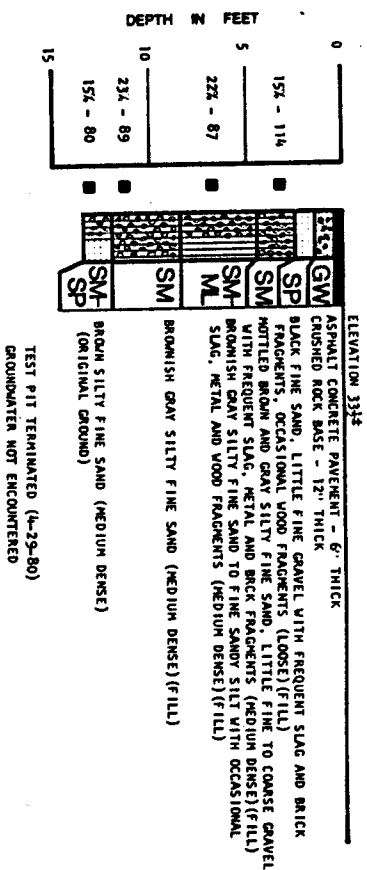 ELEVATION 33½±
ASPHALT CONCRETE PAVEMENT - 6" THICK
CRUSHED ROCK BASE - 12" THICK
BLACK FINE SAND, LITTLE FINE GRAVEL WITH FREQUENT SLAG AND BRICK
FRAGMENTS, OCCASIONAL WOOD FRAGMENTS (LOOSE)(FILL)
MOTTLED BROWN AND GRAY SILTY FINE SAND, LITTLE FINE TO COARSE GRAVEL
WITH FREQUENT SLAG, METAL AND BRCK FRAGMENTS (MEDIUM DENSE)(FILL)
BROWNISH GRAY SILTY FINE SAND TO FINE SANDY SILT WITH OCCASIONAL
SLAG, METAL AND WOOD FRAGMENTS (MEDIUM DENSE)(FILL)
BROWNISH GRAY SILTY FINE SAND (MEDIUM DENSE)(FILL)
BROWN SILTY FINE SAND (MEDIUM DENSE)
(ORIGINAL GROUND)
TEST PIT TERMINATED (4-29-80)
GROUNDWATER NOT ENCOUNTERED
GW
SP
SM
SM-
ML
SM
SM-
SP
DEPTH IN FEET
0
5
10
15
15% - 114
22% - 87
23% - 89
15% - 80